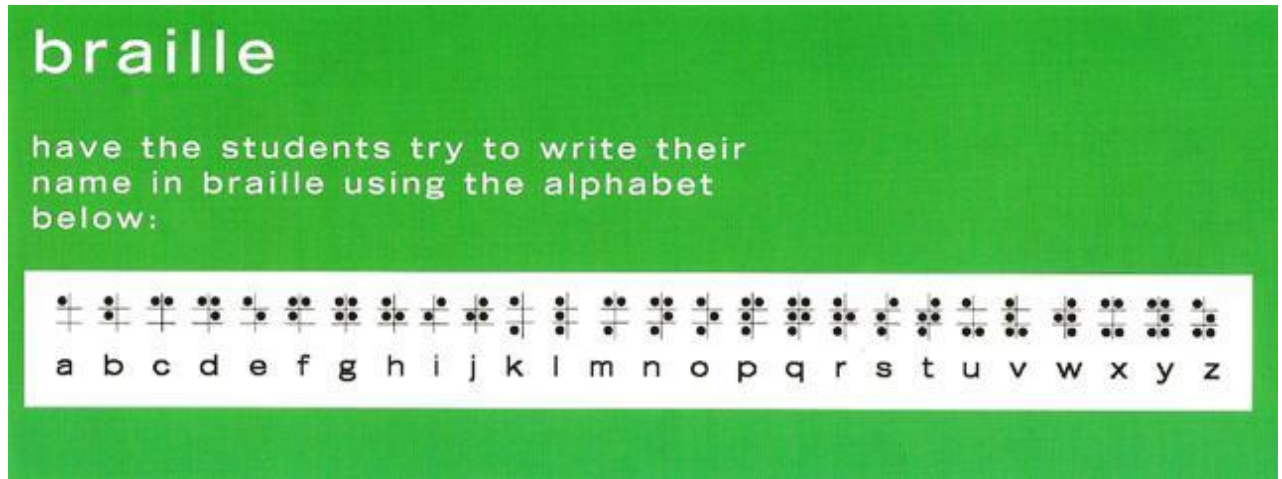 braille
have the students try to write their
name in braille using the alphabet
below:
⠁ ⠃ ⠉ ⠙ ⠑ ⠋ ⠛ ⠓ ⠊ ⠚ ⠅ ⠇ ⠍ ⠝ ⠕ ⠏ ⠟ ⠗ ⠎ ⠞ ⠥ ⠧ ⠺ ⠭ ⠽ ⠵
a b c d e f g h i j k l m n o p q r s t u v w x y z